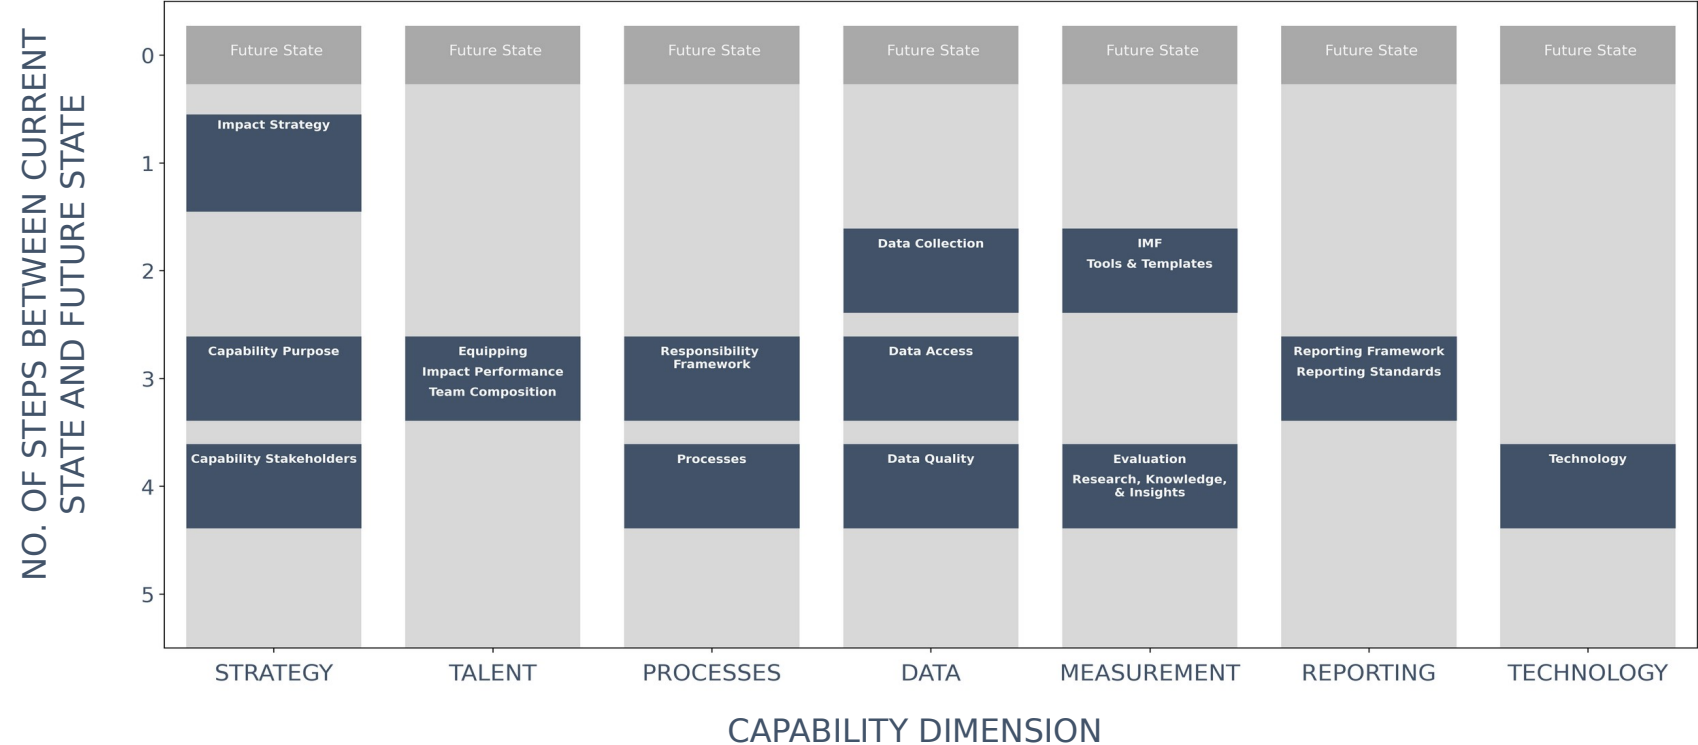 NO. OF STEPS BETWEEN CURRENT
STATE AND FUTURE STATE
0
1
2
3
4
5
Future State
Future State
Future State
Future State
Future State
Future State
Future State
Impact Strategy
Data Collection
IMF
Tools & Templates
Capability Purpose
Equipping
Impact Performance
Team Composition
Responsibility
Framework
Data Access
Reporting Framework
Reporting Standards
Capability Stakeholders
Processes
Data Quality
Evaluation
Research, Knowledge,
& Insights
Technology
STRATEGY
TALENT
PROCESSES
DATA
MEASUREMENT
REPORTING
TECHNOLOGY
CAPABILITY DIMENSION